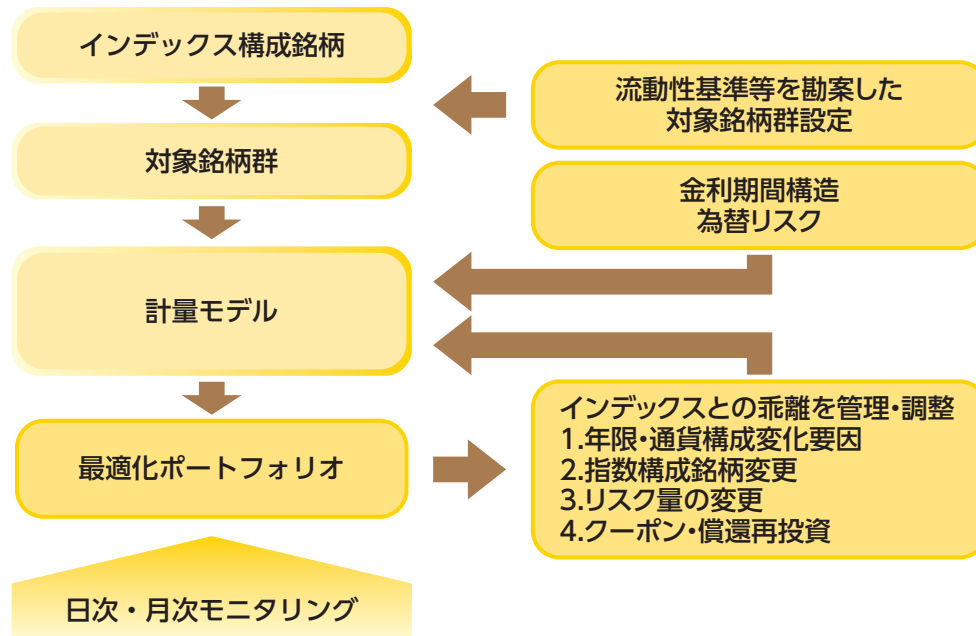 インデックス構成銘柄
流動性基準等を勘案した
対象銘柄群設定
対象銘柄群
金利期間構造
為替リスク
計量モデル
最適化ポートフォリオ
インデックスとの乖離を管理・調整
1.年限・通貨構成変化要因
2.指数構成銘柄変更
3.リスク量の変更
4.クーポン・償還再投資
日次・月次モニタリング